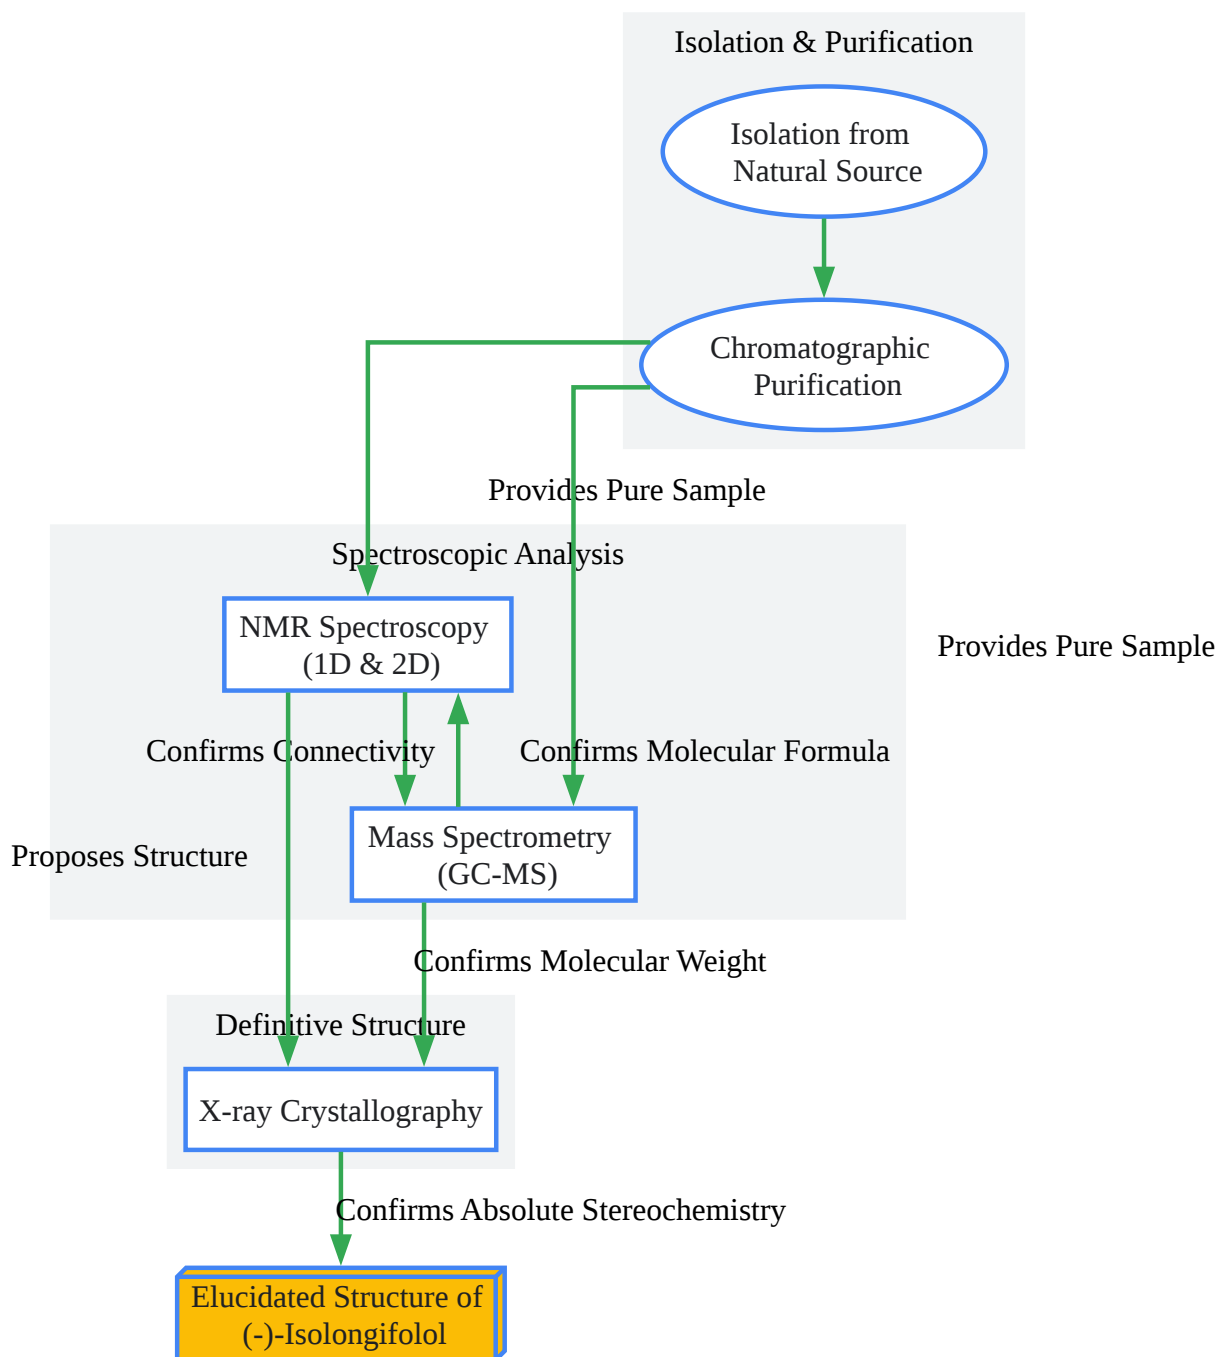 Isolation & Purification
Isolation from
Natural Source
Chromatographic
Purification
Provides Pure Sample
Spectroscopic Analysis
NMR Spectroscopy
(1D & 2D)
Provides Pure Sample
Confirms Connectivity
Confirms Molecular Formula
Mass Spectrometry
(GC-MS)
Proposes Structure
Confirms Molecular Weight
Definitive Structure
X-ray Crystallography
Confirms Absolute Stereochemistry
Elucidated Structure of
(-)-Isolongifolol